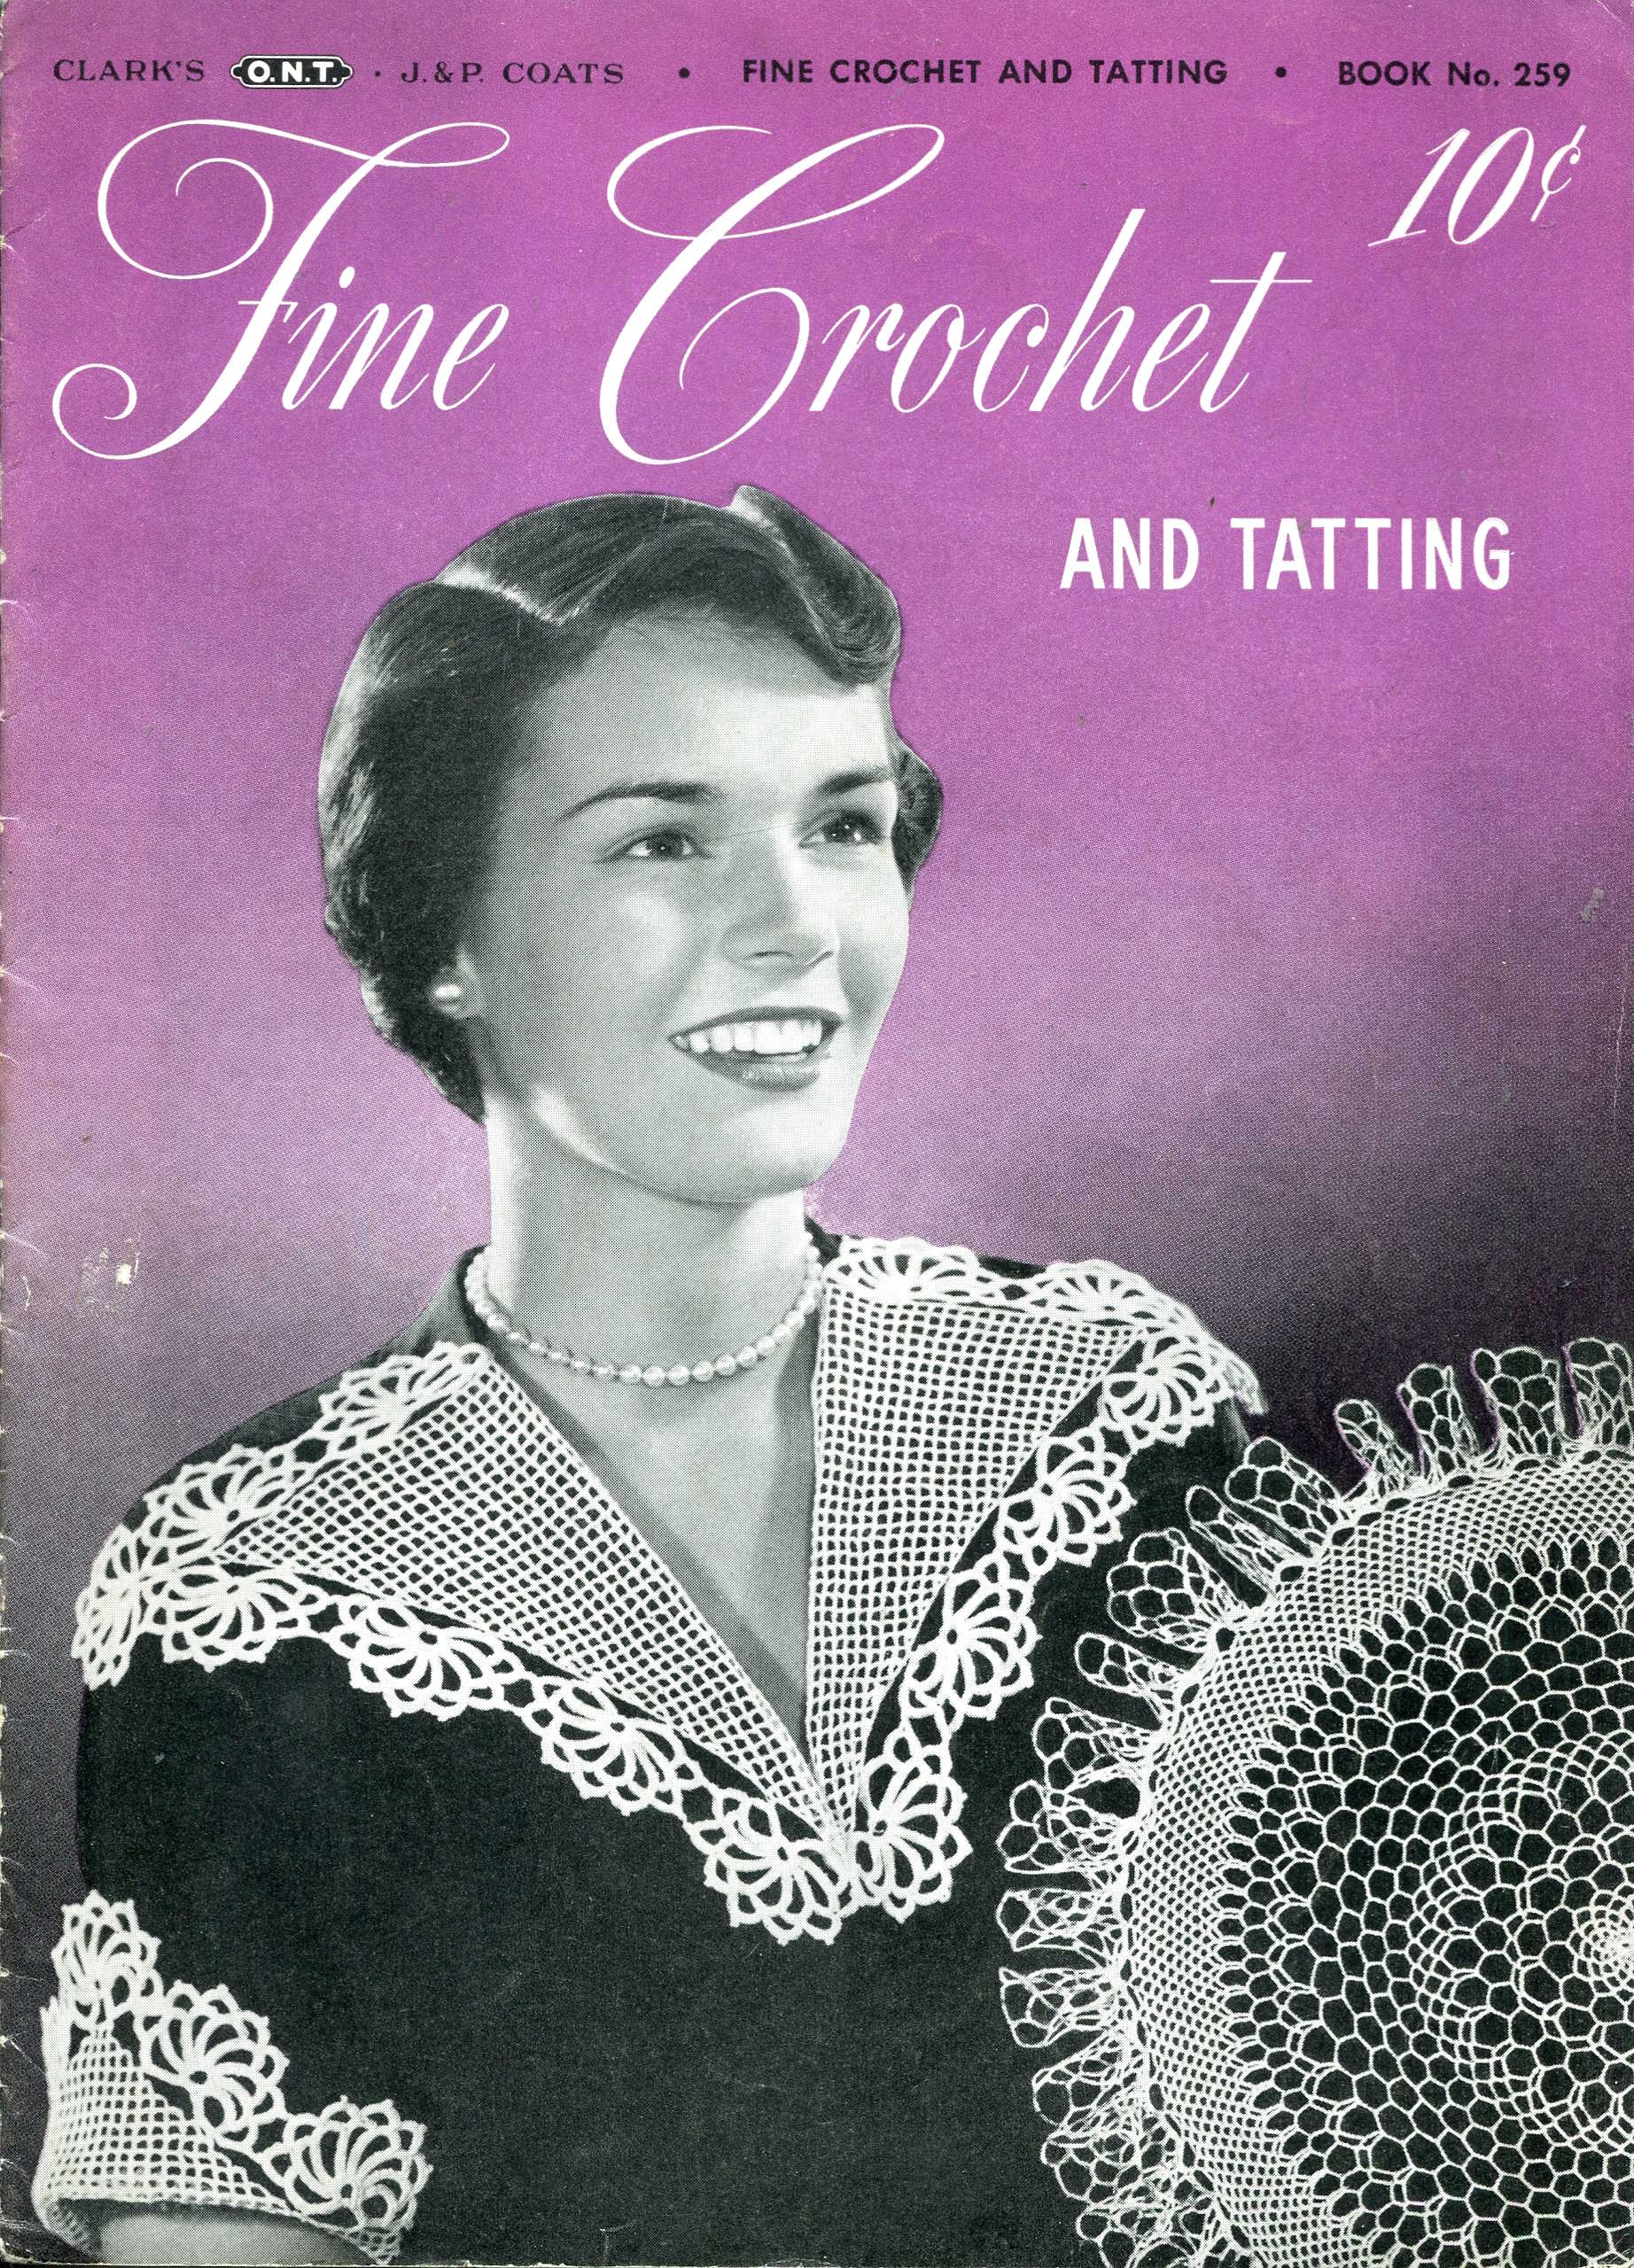 CLARK'S O.N.T. · J. & P. COATS • FINE CROCHET AND TATTING • BOOK No. 259
10¢
Fine Crochet
AND TATTING